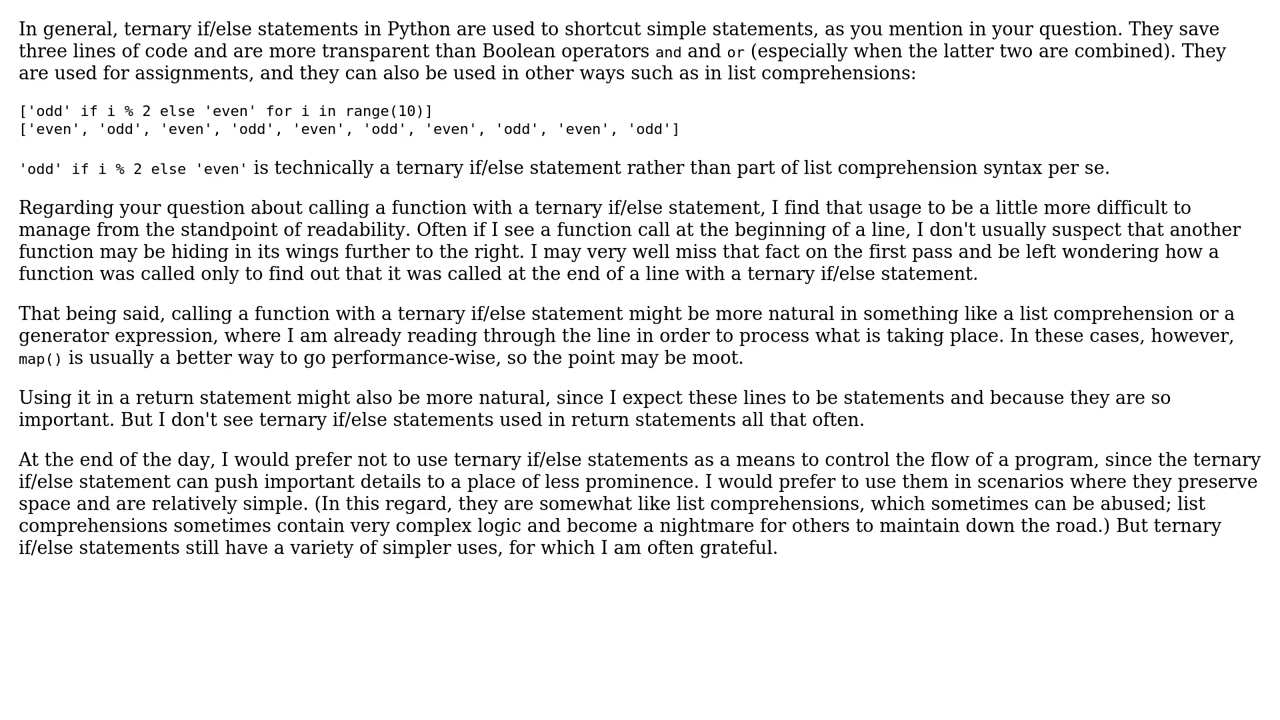 In general, ternary if/else statements in Python are used to shortcut simple statements, as you mention in your question. They save
three lines of code and are more transparent than Boolean operators and and or (especially when the latter two are combined). They
are used for assignments, and they can also be used in other ways such as in list comprehensions:
['odd' if i % 2 else 'even' for i in range(10)]
['even', 'odd', 'even', 'odd', 'even', 'odd', 'even', 'odd', 'even', 'odd']
'odd' if i % 2 else 'even' is technically a ternary if/else statement rather than part of list comprehension syntax per se.
Regarding your question about calling a function with a ternary if/else statement, I find that usage to be a little more difficult to
manage from the standpoint of readability. Often if I see a function call at the beginning of a line, I don't usually suspect that another
function may be hiding in its wings further to the right. I may very well miss that fact on the first pass and be left wondering how a
function was called only to find out that it was called at the end of a line with a ternary if/else statement.
That being said, calling a function with a ternary if/else statement might be more natural in something like a list comprehension or a
generator expression, where I am already reading through the line in order to process what is taking place. In these cases, however,
map() is usually a better way to go performance-wise, so the point may be moot.
Using it in a return statement might also be more natural, since I expect these lines to be statements and because they are so
important. But I don't see ternary if/else statements used in return statements all that often.
At the end of the day, I would prefer not to use ternary if/else statements as a means to control the flow of a program, since the ternary
if/else statement can push important details to a place of less prominence. I would prefer to use them in scenarios where they preserve
space and are relatively simple. (In this regard, they are somewhat like list comprehensions, which sometimes can be abused; list
comprehensions sometimes contain very complex logic and become a nightmare for others to maintain down the road.) But ternary
if/else statements still have a variety of simpler uses, for which I am often grateful.